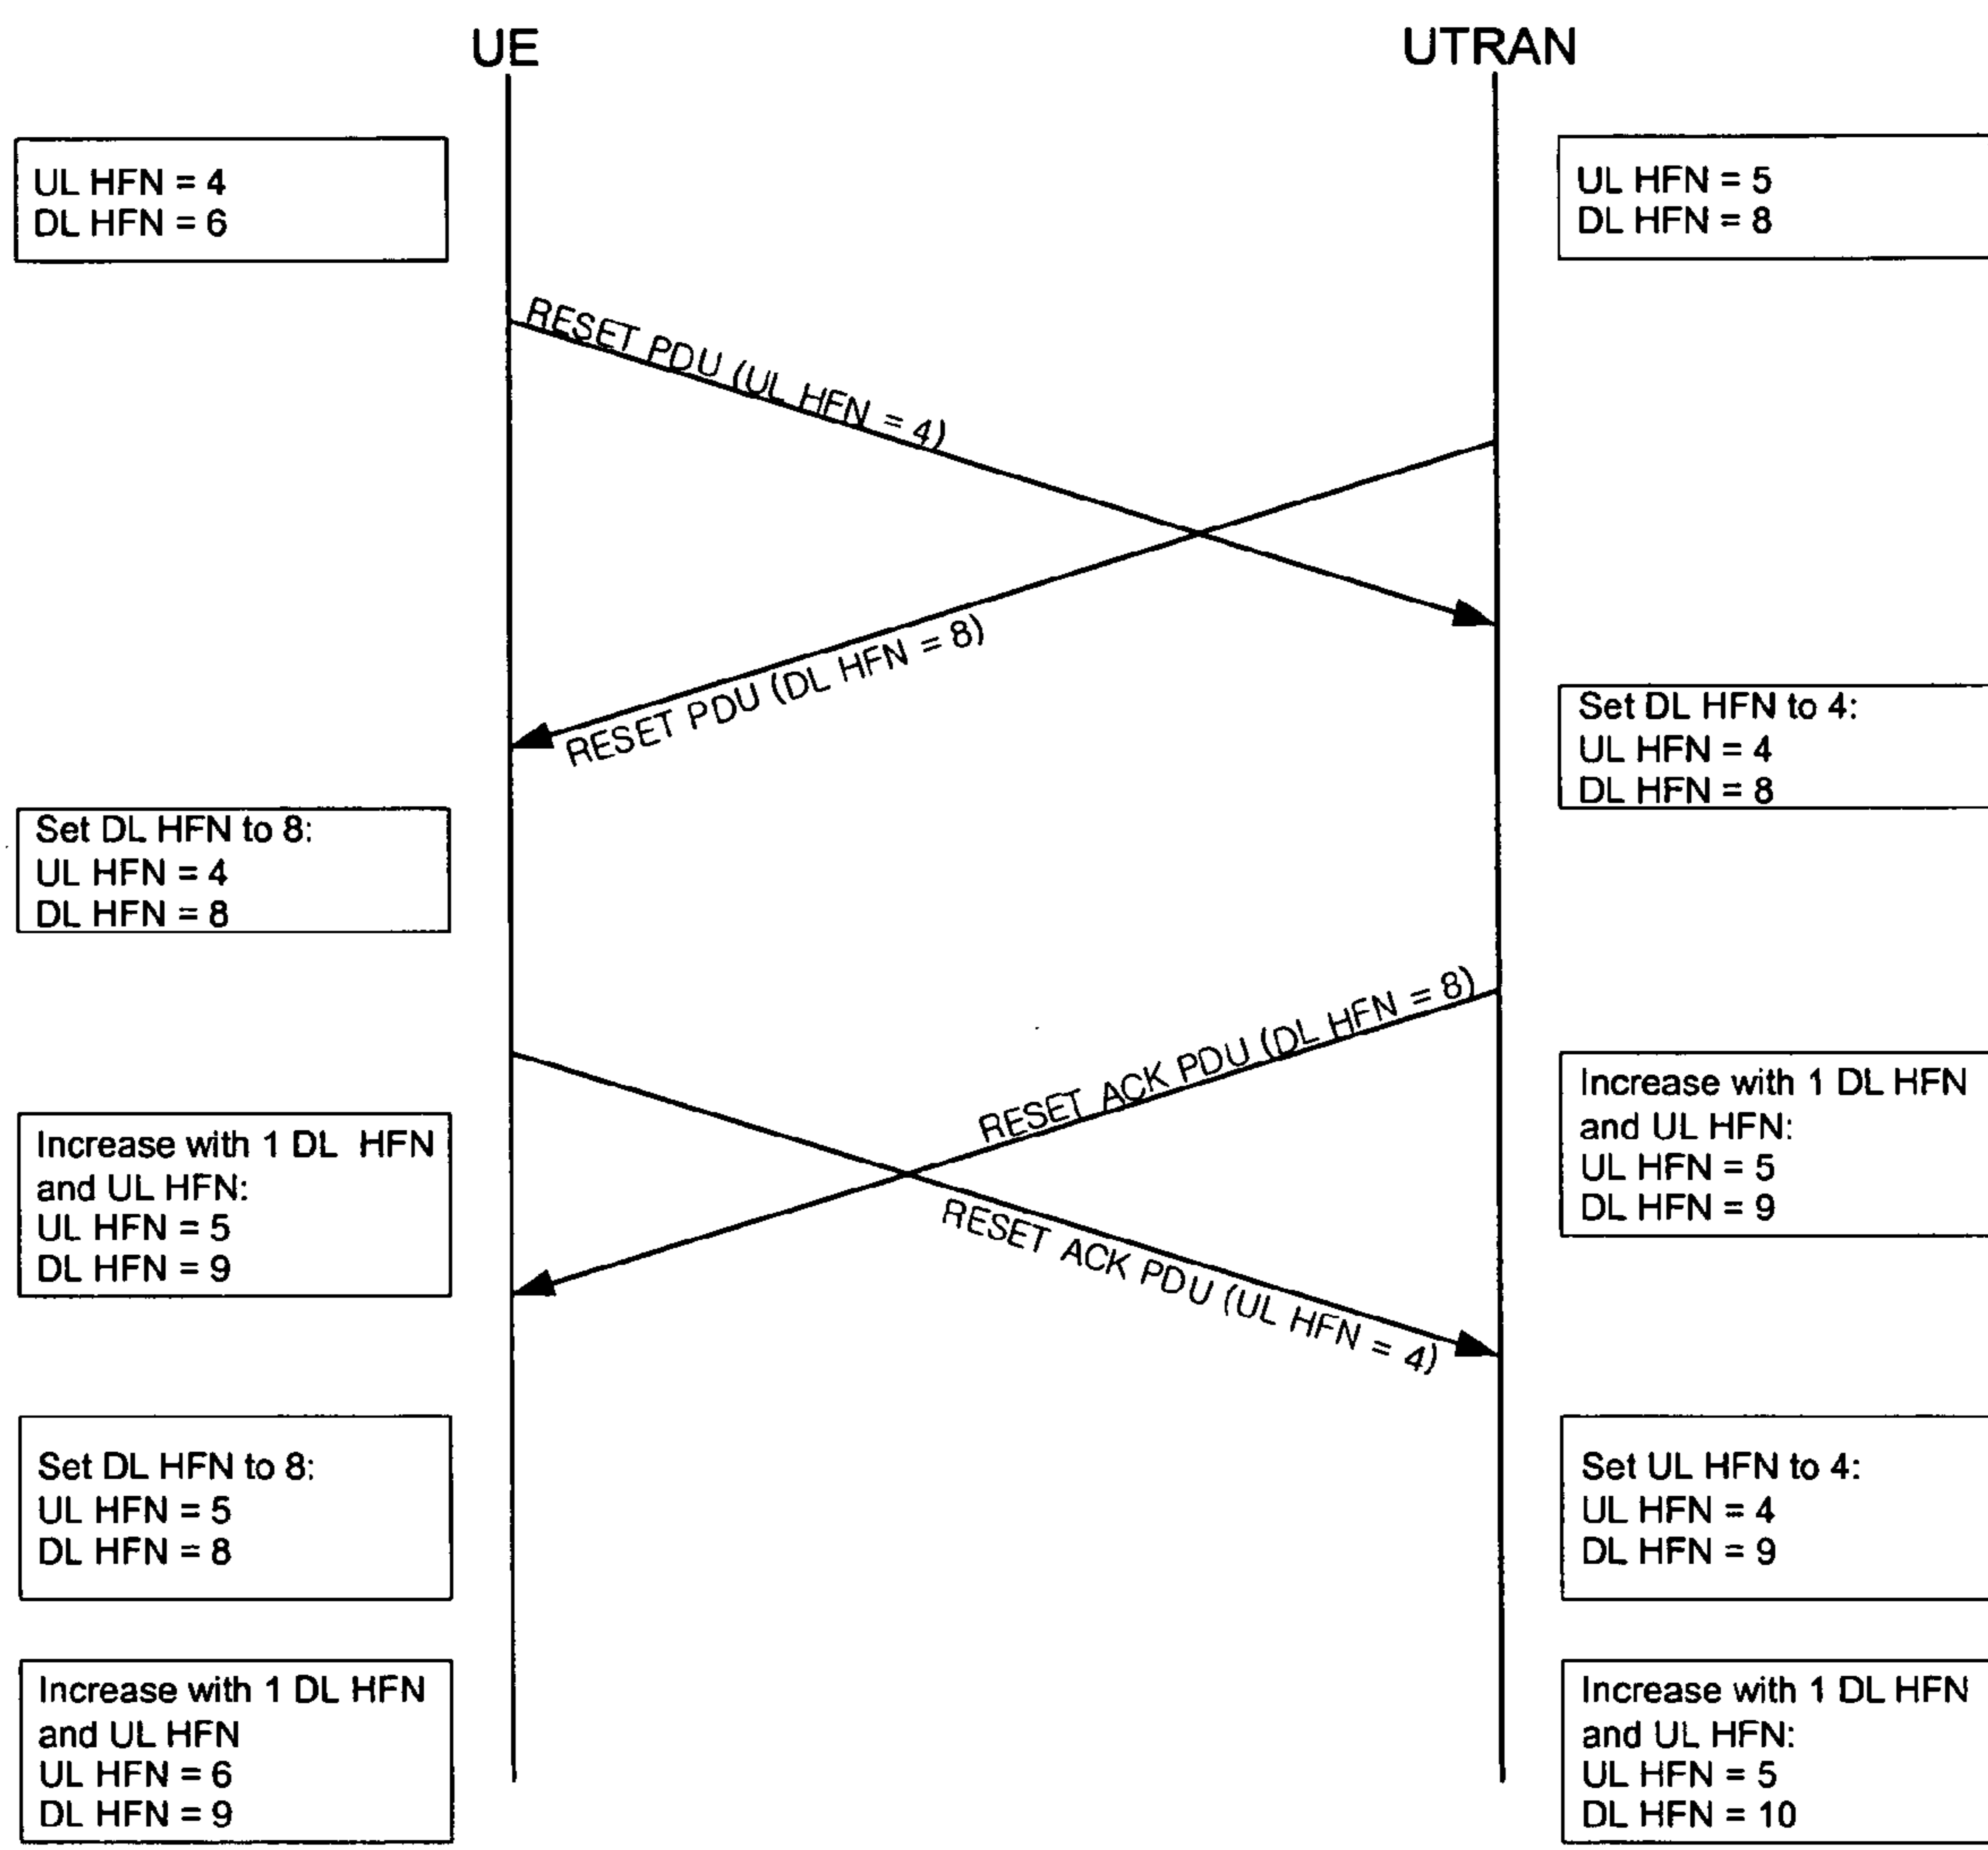 UE
UTRAN
UL HFN = 4
DL HFN = 6
UL HFN = 5
DL HFN = 8
RESET PDU (UL HFN = 4)
RESET PDU (DL HFN = 8)
Set DL HFN to 4:
UL HFN = 4
DL HFN = 8
Set DL HFN to 8:
UL HFN = 4
DL HFN = 8
RESET ACK PDU (DL HFN = 8)
Increase with 1 DL HFN
and UL HFN:
UL HFN = 5
DL HFN = 9
Increase with 1 DL HFN
and UL HFN:
UL HFN = 5
DL HFN = 9
RESET ACK PDU (UL HFN = 4)
Set DL HFN to 8:
UL HFN = 5
DL HFN = 8
Set UL HFN to 4:
UL HFN = 4
DL HFN = 9
Increase with 1 DL HFN
and UL HFN
UL HFN = 6
DL HFN = 9
Increase with 1 DL HFN
and UL HFN:
UL HFN = 5
DL HFN = 10